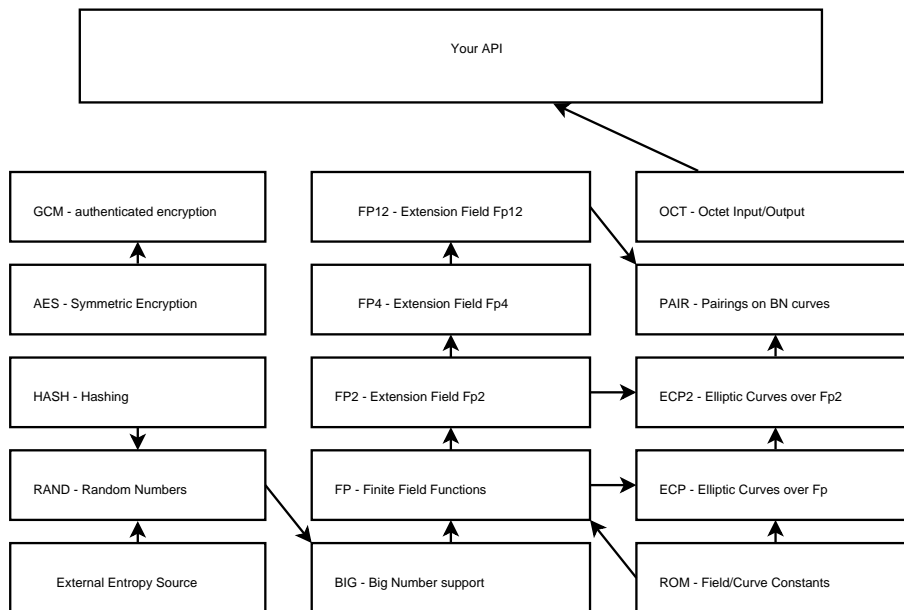 Your API
GCM - authenticated encryption
FP12 - Extension Field Fp12
OCT - Octet Input/Output
AES - Symmetric Encryption
FP4 - Extension Field Fp4
PAIR - Pairings on BN curves
HASH - Hashing
FP2 - Extension Field Fp2
ECP2 - Elliptic Curves over Fp2
RAND - Random Numbers
FP - Finite Field Functions
ECP - Elliptic Curves over Fp
External Entropy Source
BIG - Big Number support
ROM - Field/Curve Constants